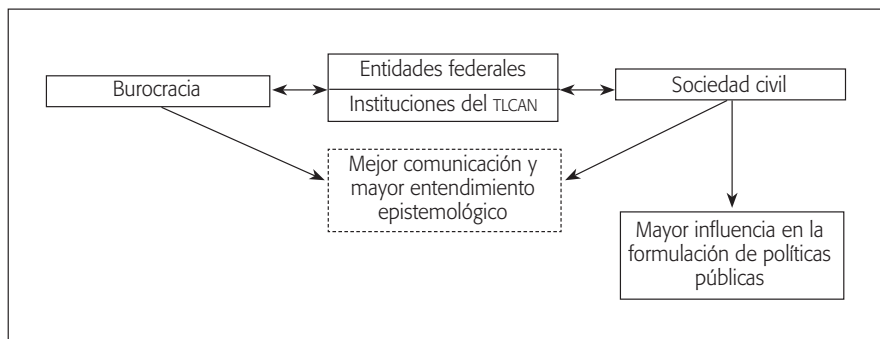 Entidades federales
Burocracia
Sociedad civil
Instituciones del TLCAN
Mejor comunicación y
mayor entendimiento
epistemológico
Mayor influencia en la
formulación de políticas
públicas